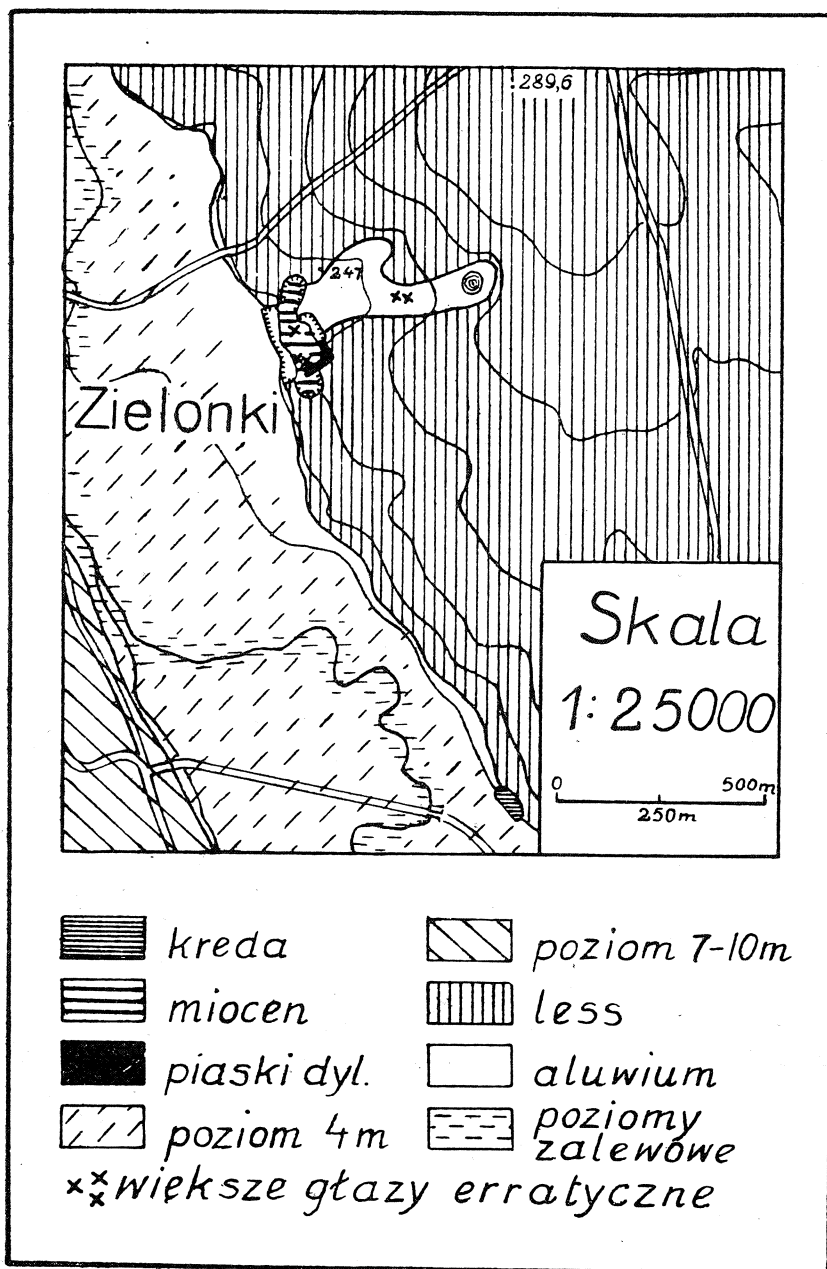 289,6
247
Zielonki
Skala
1:25000
0 500m
250m
kreda
miocen
piaski dyl.
poziom 4m
poziom 7-10m
less
aluwium
poziomy
zalewowe
większe głazy erratyczne